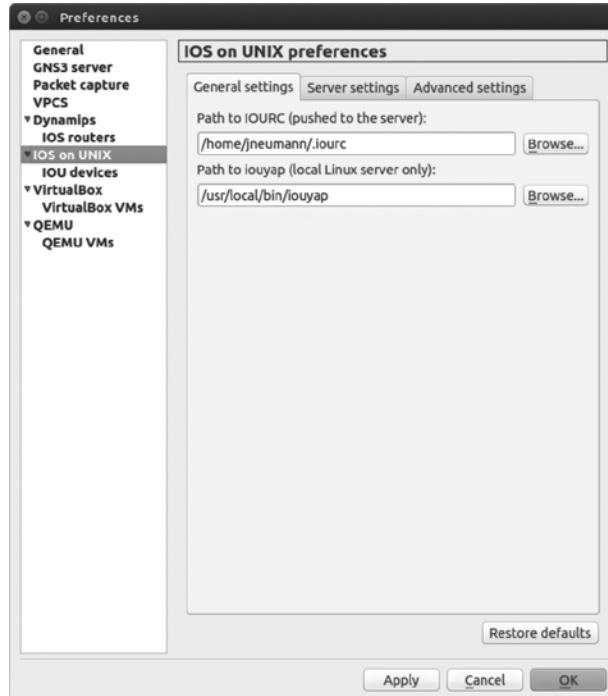 Preferences
General
GNS3 server
Packet capture
VPCS
Dynamips
IOS routers
IOS on UNIX
IOU devices
VirtualBox
VirtualBox VMs
QEMU
QEMU VMs
IOS on UNIX preferences
General settings Server settings Advanced settings
Path to IOURC (pushed to the server):
/home/jneumann/.iourc Browse...
Path to iouyap (local Linux server only):
/usr/local/bin/iouyap Browse...
Restore defaults
Apply Cancel OK